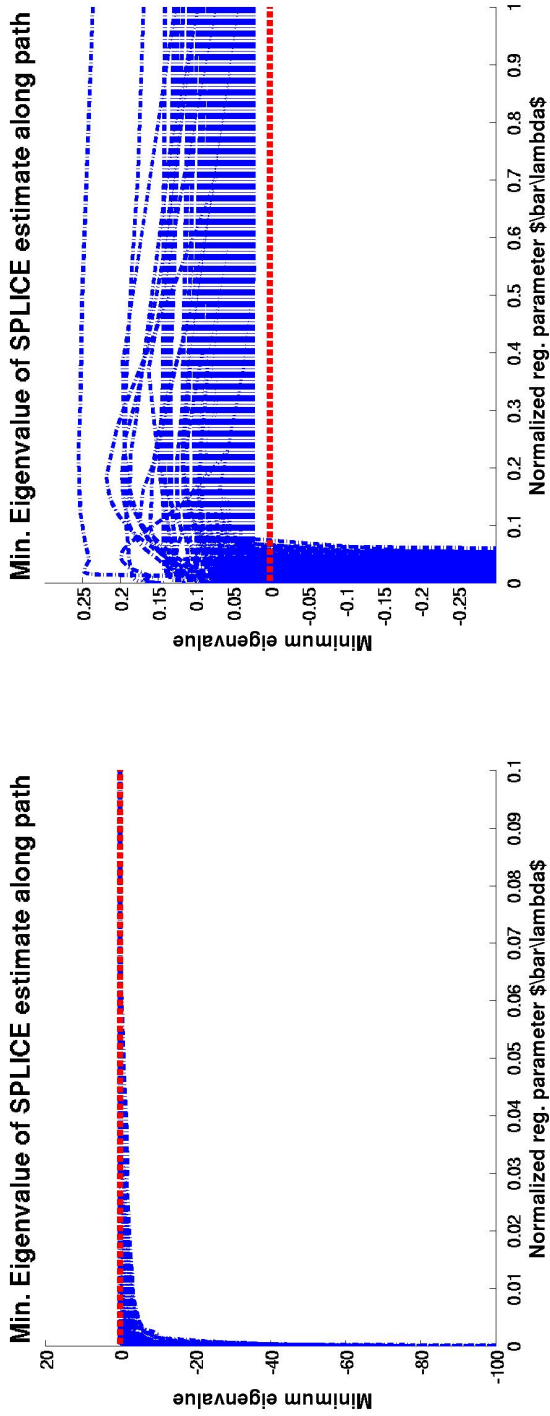 Min. Eigenvalue of SPLICE estimate along path
20
0
-20
-40
-60
-80
-100
Minimum eigenvalue
0 0.01 0.02 0.03 0.04 0.05 0.06 0.07 0.08 0.09 0.1
Normalized reg. parameter $\bar\lambda$
Min. Eigenvalue of SPLICE estimate along path
0.25
0.2
0.15
0.1
0.05
0
-0.05
-0.1
-0.15
-0.2
-0.25
Minimum eigenvalue
0 0.1 0.2 0.3 0.4 0.5 0.6 0.7 0.8 0.9 1
Normalized reg. parameter $\bar\lambda$